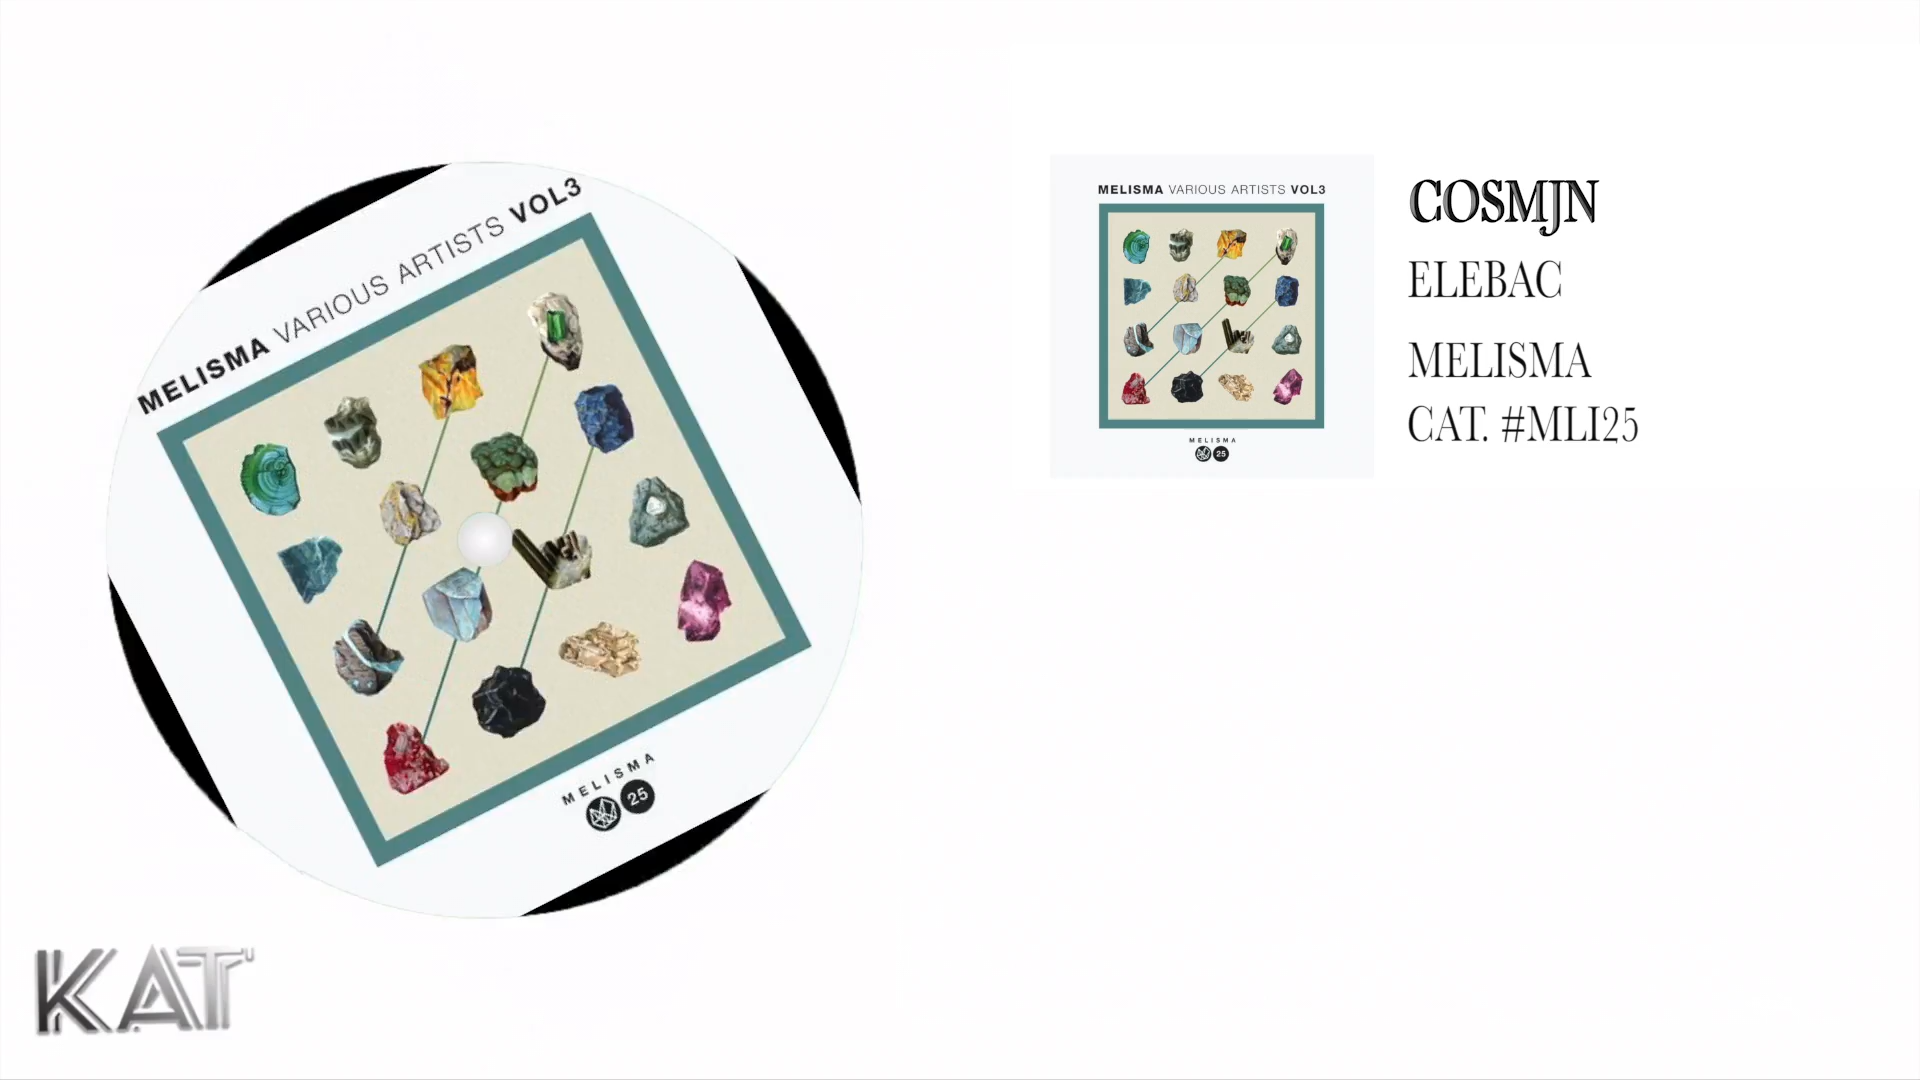 MELISMA VARIOUS ARTISTS VOL3
MELISMA
25
MELISMA VARIOUS ARTISTS VOL3
MELISMA
25
COSMJN
ELEBAC
MELISMA
CAT. #MLI25
KAT'